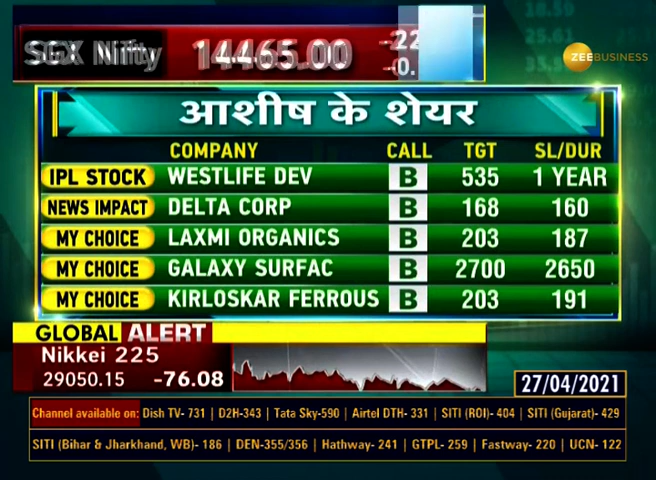 SGX Nifty 14465.00
ZEE BUSINESS
आशीष के शेयर
COMPANY CALL TGT SL/DUR
IPL STOCK WESTLIFE DEV B 535 1 YEAR
NEWS IMPACT DELTA CORP B 168 160
MY CHOICE LAXMI ORGANICS B 203 187
MY CHOICE GALAXY SURFAC B 2700 2650
MY CHOICE KIRLOSKAR FERROUS B 203 191
GLOBAL ALERT
Nikkei 225
29050.15 -76.08
27/04/2021
Channel available on: Dish TV- 731 | D2H-343 | Tata Sky-590 | Airtel DTH- 331 | SITI (ROI)- 404 | SITI (Gujarat)- 429
SITI (Bihar & Jharkhand, WB)- 186 | DEN-355/356 | Hathway- 241 | GTPL- 259 | Fastway- 220 | UCN- 122